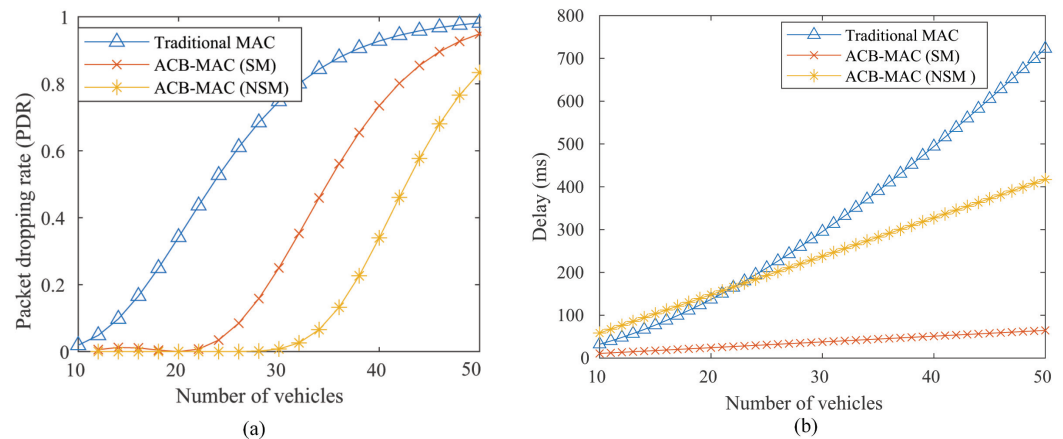 1
0.8
0.6
0.4
0.2
0
Packet dropping rate (PDR)
Traditional MAC
ACB-MAC (SM)
ACB-MAC (NSM)
10 20 30 40 50
Number of vehicles
(a)
800
700
600
500
400
300
200
100
0
Delay (ms)
Traditional MAC
ACB-MAC (SM)
ACB-MAC (NSM )
10 20 30 40 50
Number of vehicles
(b)